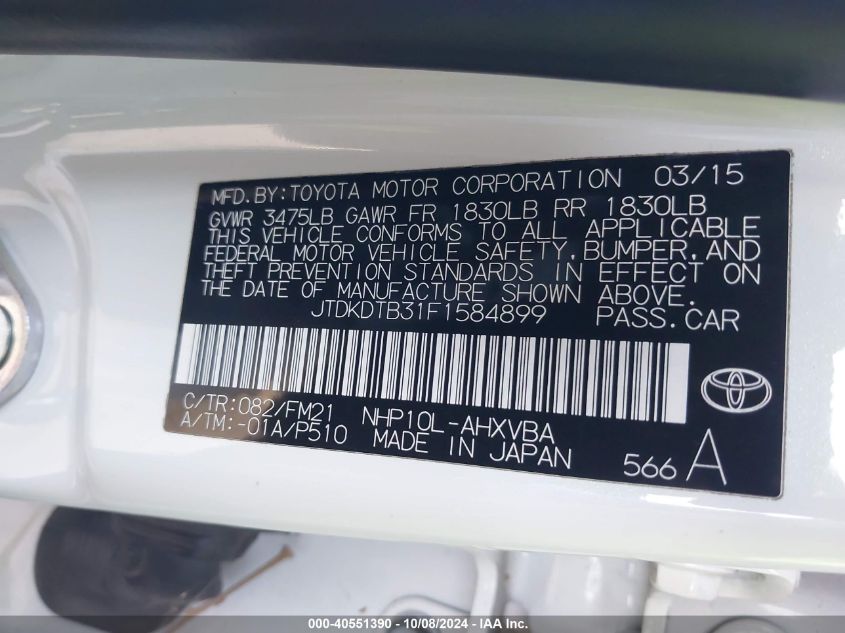 MFD. BY: TOYOTA MOTOR CORPORATION 03/15
GVWR 3475LB GAWR FR 1830LB RR 1830LB
THIS VEHICLE CONFORMS TO ALL APPLICABLE
FEDERAL MOTOR VEHICLE SAFETY, BUMPER, AND
THEFT PREVENTION STANDARDS IN EFFECT ON
THE DATE OF MANUFACTURE SHOWN ABOVE.
JTDKDTB31F1584899 PASS. CAR
C/TR: 082/FM21 NHP10L-AHXVBA
A/TM: -01A/P510 MADE IN JAPAN
566 A
000-40551390 - 10/08/2024 - IAA Inc.